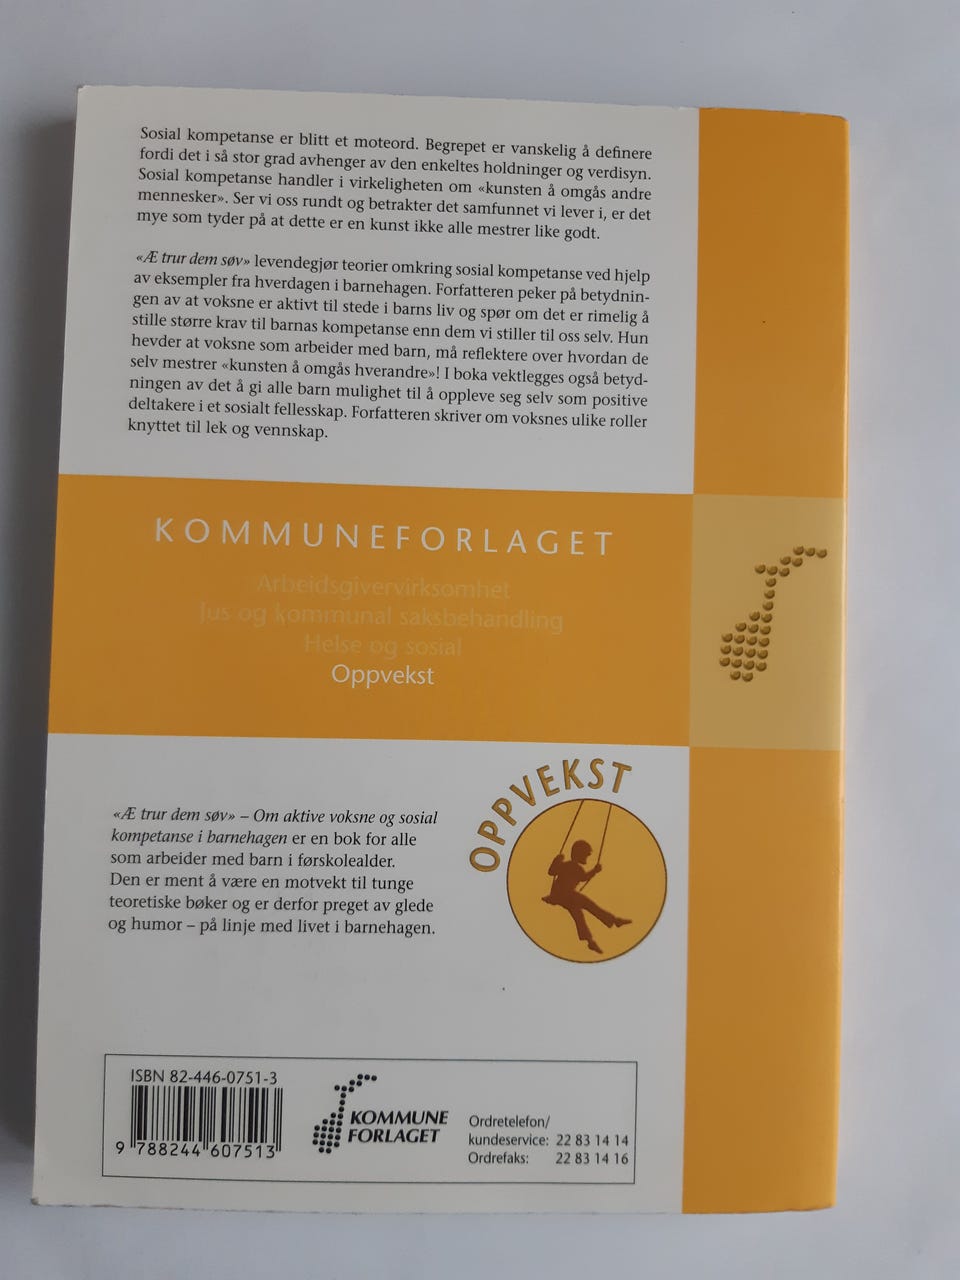 Sosial kompetanse er blitt et moteord. Begrepet er vanskelig å definere
fordi det i så stor grad avhenger av den enkeltes holdninger og verdisyn.
Sosial kompetanse handler i virkeligheten om «kunsten å omgås andre
mennesker». Ser vi oss rundt og betrakter det samfunnet vi lever i, er det
mye som tyder på at dette er en kunst ikke alle mestrer like godt.
«Æ trur dem søv» levendegjør teorier omkring sosial kompetanse ved hjelp
av eksempler fra hverdagen i barnehagen. Forfatteren peker på betydnin-
gen av at voksne er aktivt til stede i barns liv og spør om det er rimelig å
stille større krav til barnas kompetanse enn dem vi stiller til oss selv. Hun
hevder at voksne som arbeider med barn, må reflektere over hvordan de
selv mestrer «kunsten å omgås hverandre»! I boka vektlegges også betyd-
ningen av det å gi alle barn mulighet til å oppleve seg selv som positive
deltakere i et sosialt fellesskap. Forfatteren skriver om voksnes ulike roller
knyttet til lek og vennskap.
KOMMUNEFORLAGET
Arbeidsgivervirksomhet
Jus og kommunal saksbehandling
Helse og sosial
Oppvekst
OPPVEKST
«Æ trur dem søv» – Om aktive voksne og sosial
kompetanse i barnehagen er en bok for alle
som arbeider med barn i førskolealder.
Den er ment å være en motvekt til tunge
teoretiske bøker og er derfor preget av glede
og humor – på linje med livet i barnehagen.
ISBN 82-446-0751-3
9 788244 607513
KOMMUNE
FORLAGET
Ordretelefon/
kundeservice: 22 83 14 14
Ordrefaks: 22 83 14 16